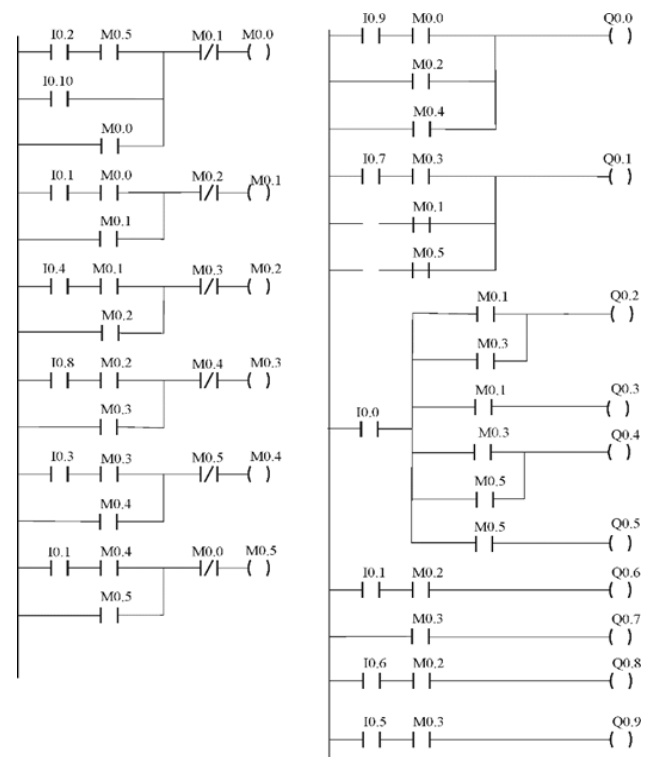 I0.2 M0.5 M0.1 M0.0
I0.10
M0.0
I0.1 M0.0 M0.2 M0.1
M0.1
I0.4 M0.1 M0.3 M0.2
M0.2
I0.8 M0.2 M0.4 M0.3
M0.3
I0.3 M0.3 M0.5 M0.4
M0.4
I0.1 M0.4 M0.0 M0.5
M0.5
I0.9 M0.0 Q0.0
M0.2
M0.4
I0.7 M0.3 Q0.1
M0.1
M0.5
M0.1 Q0.2
M0.3
M0.1 Q0.3
I0.0
M0.3 Q0.4
M0.5
M0.5 Q0.5
I0.1 M0.2 Q0.6
M0.3 Q0.7
I0.6 M0.2 Q0.8
I0.5 M0.3 Q0.9